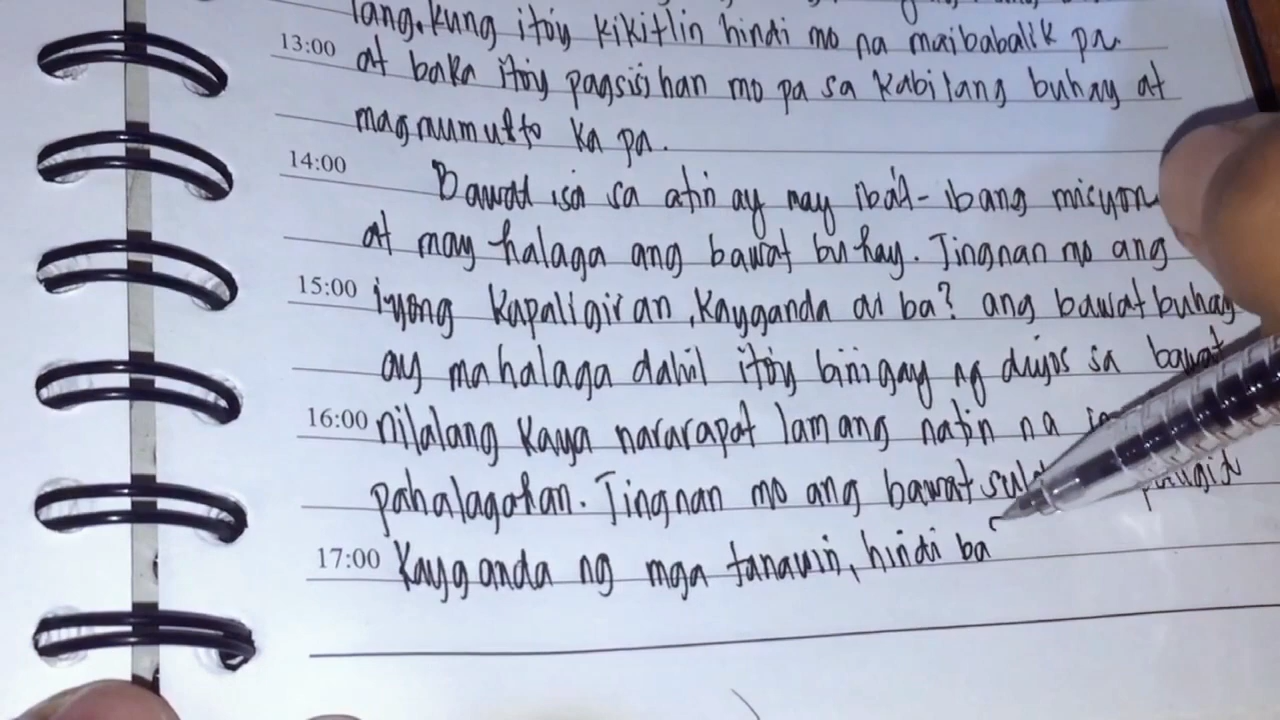 lang.kung itóy kikitlin hindi mo na maibabalik pa.
13:00 at baka itóy pagsisihan mo pa sa kabilang buhay at
magmumulto ka pa.
14:00
Bawat isa sa atin ay may ibát-ibang misyon
at may halaga ang bawat buhay. Tingnan mo ang
15:00 iyong kapaligiran, kayganda di ba? ang bawat buhay
ay mahalaga dahil itóy binigay ng diyos sa bawat
16:00 nilalang kaya nararapat lamang natin na
pahalagahan. Tingnan mo ang bawat
17:00 kayganda ng mga tanawin, hindi ba